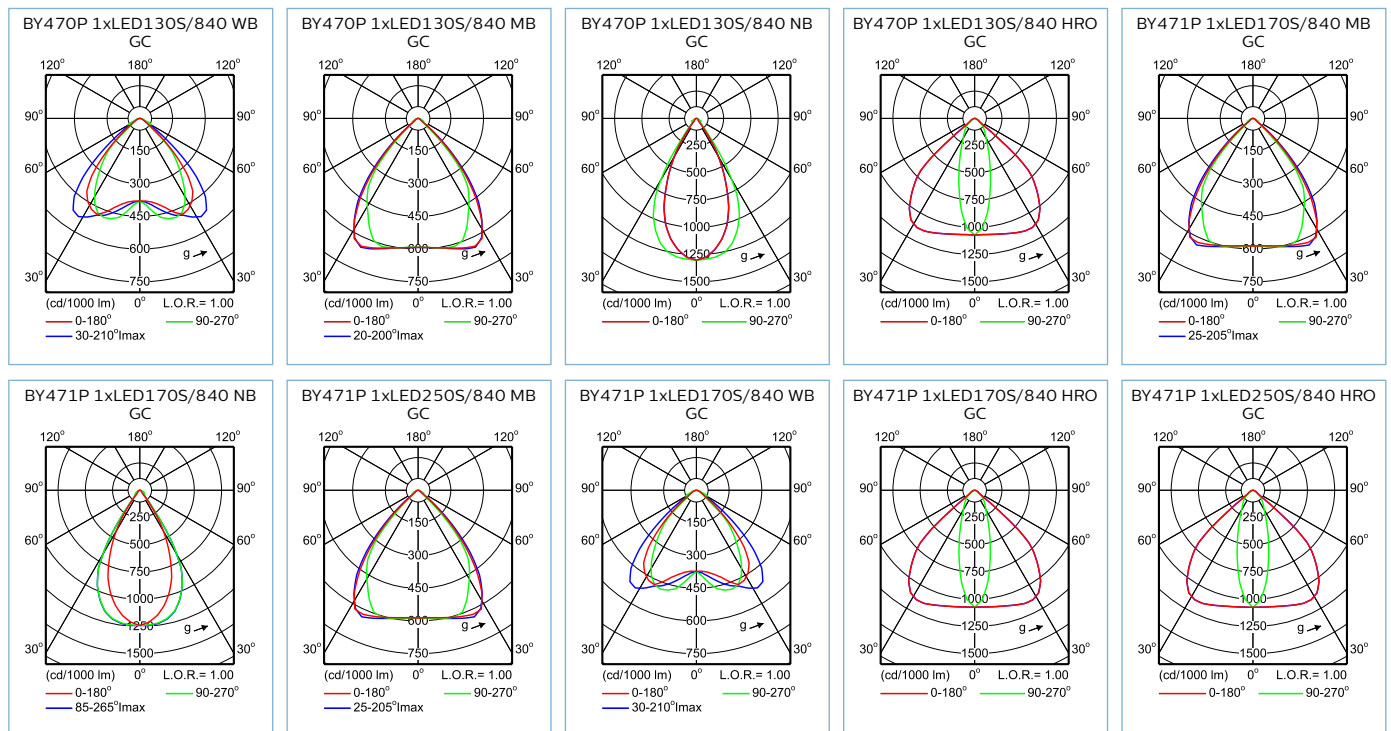 BY470P 1xLED130S/840 WB
GC
120° 180° 120°
90° 90°
150
60° 60°
300
450
600
g
30° 750 30°
(cd/1000 lm) 0° L.O.R.= 1.00
0-180° 90-270°
30-210°Imax
BY470P 1xLED130S/840 MB
GC
120° 180° 120°
90° 90°
150
60° 60°
300
450
600
g
30° 750 30°
(cd/1000 lm) 0° L.O.R.= 1.00
0-180° 90-270°
20-200°Imax
BY470P 1xLED130S/840 NB
GC
120° 180° 120°
90° 90°
250
60° 60°
500
750
1000
1250
g
30° 1500 30°
(cd/1000 lm) 0° L.O.R.= 1.00
0-180° 90-270°
BY470P 1xLED130S/840 HRO
GC
120° 180° 120°
90° 90°
250
60° 60°
500
750
1000
1250
g
30° 1500 30°
(cd/1000 lm) 0° L.O.R.= 1.00
0-180° 90-270°
BY471P 1xLED170S/840 MB
GC
120° 180° 120°
90° 90°
150
60° 60°
300
450
600
g
30° 750 30°
(cd/1000 lm) 0° L.O.R.= 1.00
0-180° 90-270°
25-205°Imax
BY471P 1xLED170S/840 NB
GC
120° 180° 120°
90° 90°
250
60° 60°
500
750
1000
1250
g
30° 1500 30°
(cd/1000 lm) 0° L.O.R.= 1.00
0-180° 90-270°
85-265°Imax
BY471P 1xLED250S/840 MB
GC
120° 180° 120°
90° 90°
150
60° 60°
300
450
600
g
30° 750 30°
(cd/1000 lm) 0° L.O.R.= 1.00
0-180° 90-270°
25-205°Imax
BY471P 1xLED170S/840 WB
GC
120° 180° 120°
90° 90°
150
60° 60°
300
450
600
g
30° 750 30°
(cd/1000 lm) 0° L.O.R.= 1.00
0-180° 90-270°
30-210°Imax
BY471P 1xLED170S/840 HRO
GC
120° 180° 120°
90° 90°
250
60° 60°
500
750
1000
1250
g
30° 1500 30°
(cd/1000 lm) 0° L.O.R.= 1.00
0-180° 90-270°
BY471P 1xLED250S/840 HRO
GC
120° 180° 120°
90° 90°
250
60° 60°
500
750
1000
1250
g
30° 1500 30°
(cd/1000 lm) 0° L.O.R.= 1.00
0-180° 90-270°